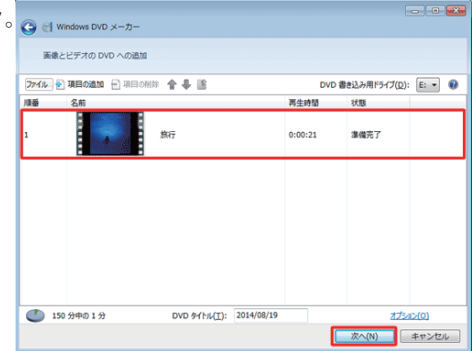 。
Windows DVD メーカー
画像とビデオの DVD への追加
ファイル 項目の追加 項目の削除 DVD 書き込み用ドライブ(D): E:
順番 名前 再生時間 状態
1 旅行 0:00:21 準備完了
150 分中の 1 分 DVD タイトル(T): 2014/08/19 オプション(O)
次へ(N) キャンセル